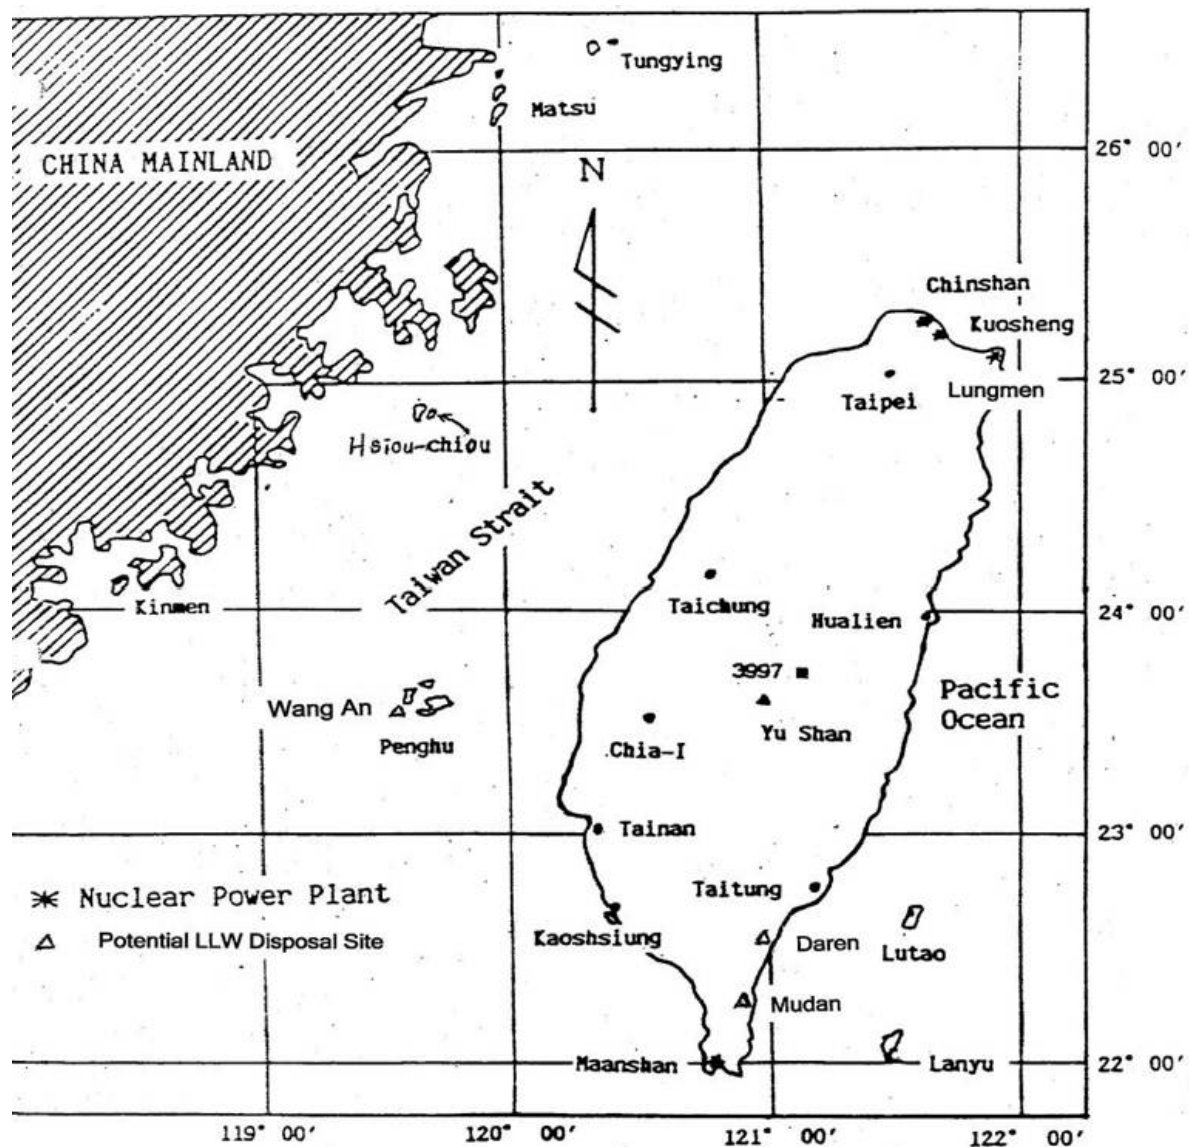 Tungying
Matsu
CHINA MAINLAND
26° 00'
N
Chinshan
Kuosheng
25° 00'
Lungmen
Taipei
Hsiou-chiou
Taiwan Strait
Kinmen
Taichung
24° 00'
Hualien
3997
Pacific
Ocean
Wang An
Yu Shan
Penghu
Chia-I
Tainan
23° 00'
Taitung
Nuclear Power Plant
Potential LLW Disposal Site
Kaoshsiung
Daren
Lutao
Mudan
Maanshan
Lanyu
22° 00'
119° 00'
120° 00'
121° 00'
122° 00'